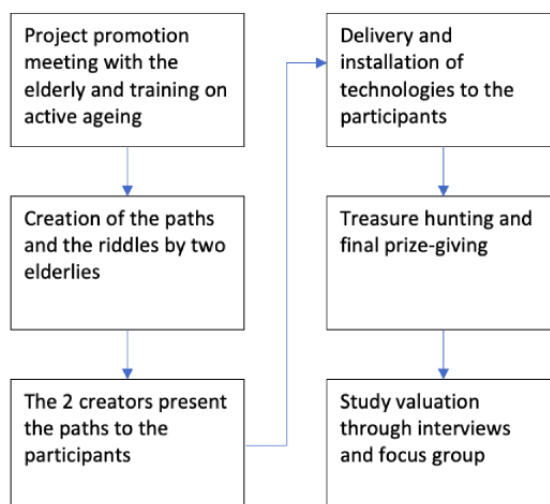 Project promotion
meeting with the
elderly and training on
active ageing
Creation of the paths
and the riddles by two
elderlies
The 2 creators present
the paths to the
participants
Delivery and
installation of
technologies to the
participants
Treasure hunting and
final prize-giving
Study valuation
through interviews
and focus group